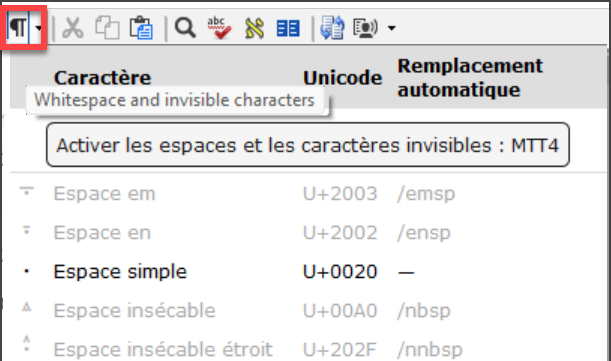 ¶
abc
Caractère Unicode Remplacement automatique
Whitespace and invisible characters
Activer les espaces et les caractères invisibles : MTT4
Espace em U+2003 /emsp
Espace en U+2002 /ensp
Espace simple U+0020 —
Espace insécable U+00A0 /nbsp
Espace insécable étroit U+202F /nnbsp